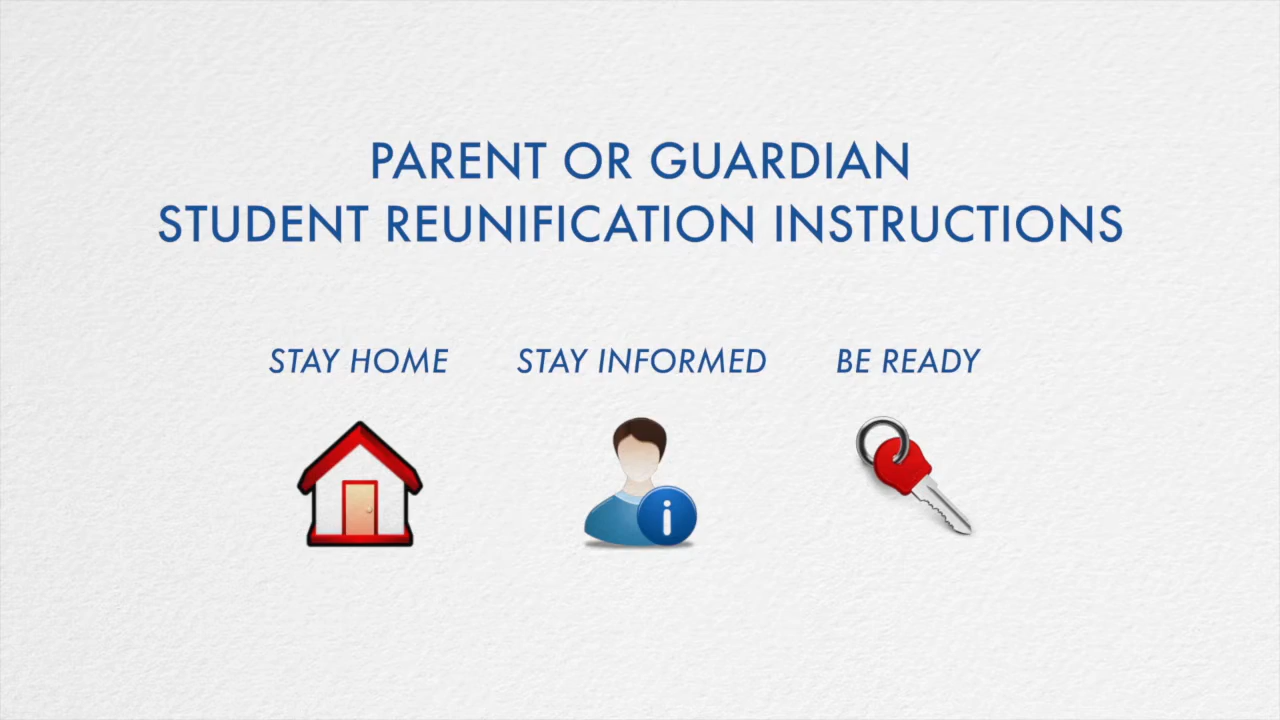 PARENT OR GUARDIAN
STUDENT REUNIFICATION INSTRUCTIONS
STAY HOME STAY INFORMED BE READY
i